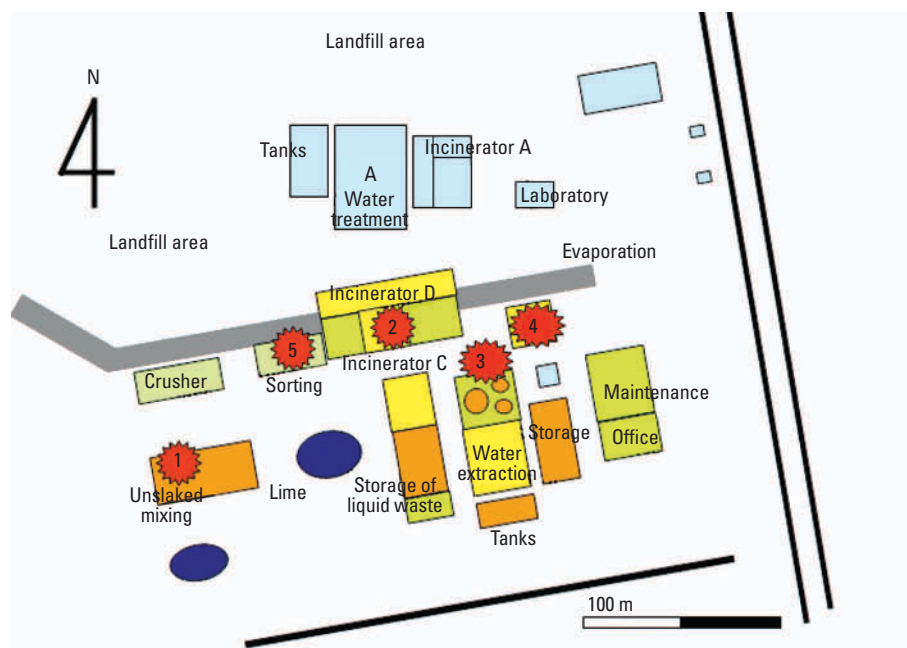 Landfill area
N
Tanks
Incinerator A
A
Water
treatment
Laboratory
Landfill area
Evaporation
Incinerator D
2
4
5
Incinerator C
3
Crusher
Sorting
Maintenance
Storage
Office
1
Water
extraction
Unslaked
mixing
Lime
Storage of
liquid waste
Tanks
100 m